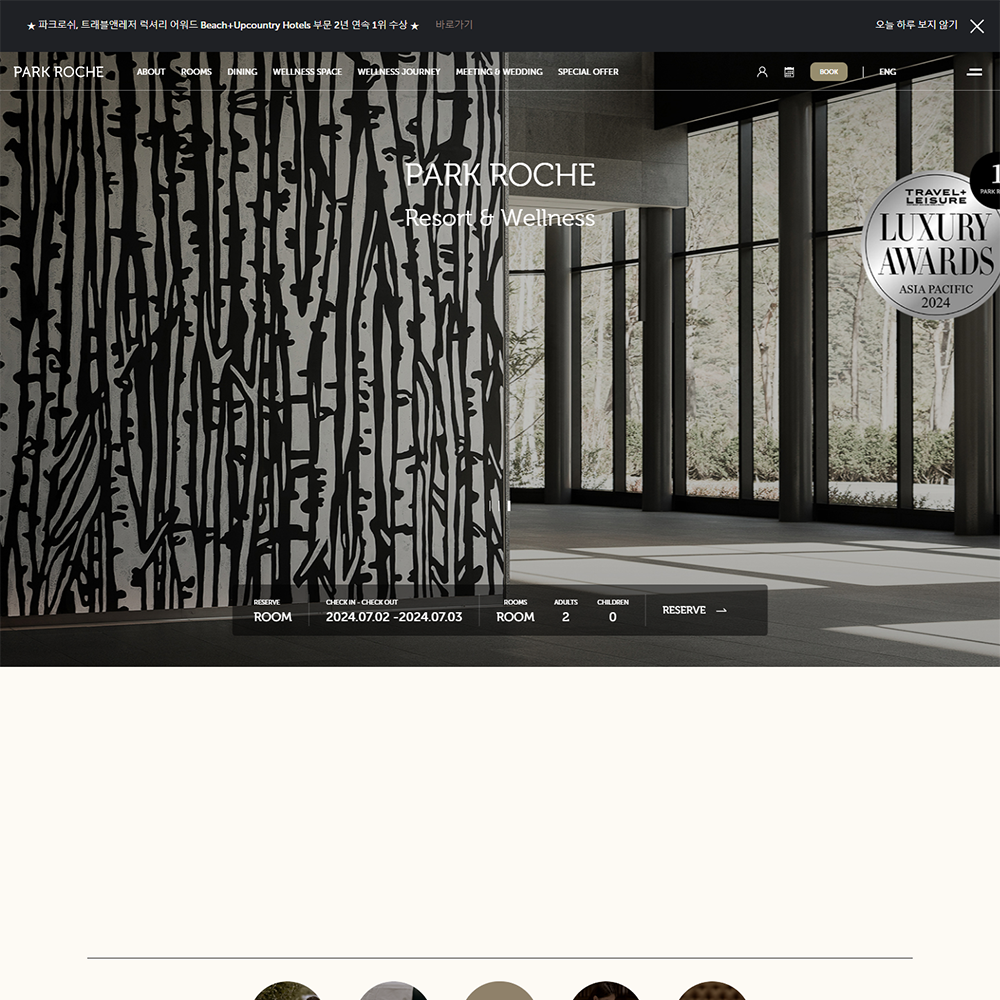 ★ 파크로쉬, 트래블앤레저 럭셔리 어워드 Beach+Upcountry Hotels 부문 2년 연속 1위 수상 ★ 바로가기 오늘 하루 보지 않기
PARK ROCHE ABOUT ROOMS DINING WELLNESS SPACE WELLNESS JOURNEY MEETING & WEDDING SPECIAL OFFER BOOK ENG
PARK ROCHE
Resort & Wellness
TRAVEL+
LEISURE
LUXURY
AWARDS
ASIA PACIFIC
2024
1
PARK
RESERVE CHECK IN - CHECK OUT ROOMS ADULTS CHILDREN
ROOM 2024.07.02 -2024.07.03 ROOM 2 0 RESERVE